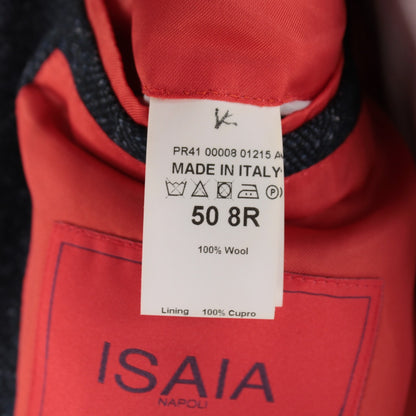 PR41 00008 01215
MADE IN ITALY
50 8R
100% Wool
Lining 100% Cupro
ISAIA
NAPOLI